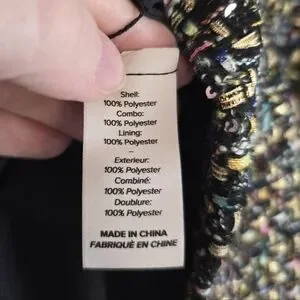 Shell:
100% Polyester
Combo:
100% Polyester
Lining:
100% Polyester
–
Exterieur:
100% Polyester
Combiné:
100% Polyester
Doublure:
100% Polyester
MADE IN CHINA
FABRIQUÉ EN CHINE